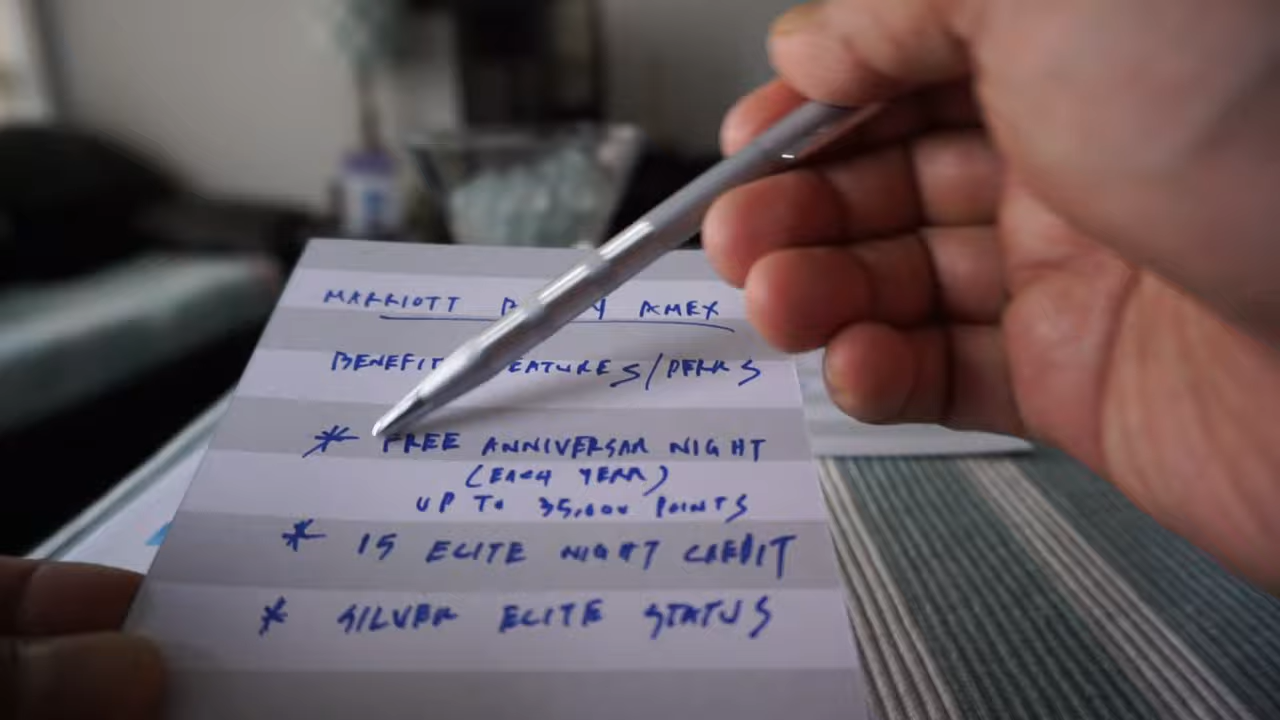 MARRIOTT AMEX
BENEFIT /PERKS
* FREE ANNIVERSAR NIGHT
(EACH YEAR)
UP TO 35,000 POINTS
* 15 ELITE NIGHT CREDIT
* SILVER ELITE STATUS